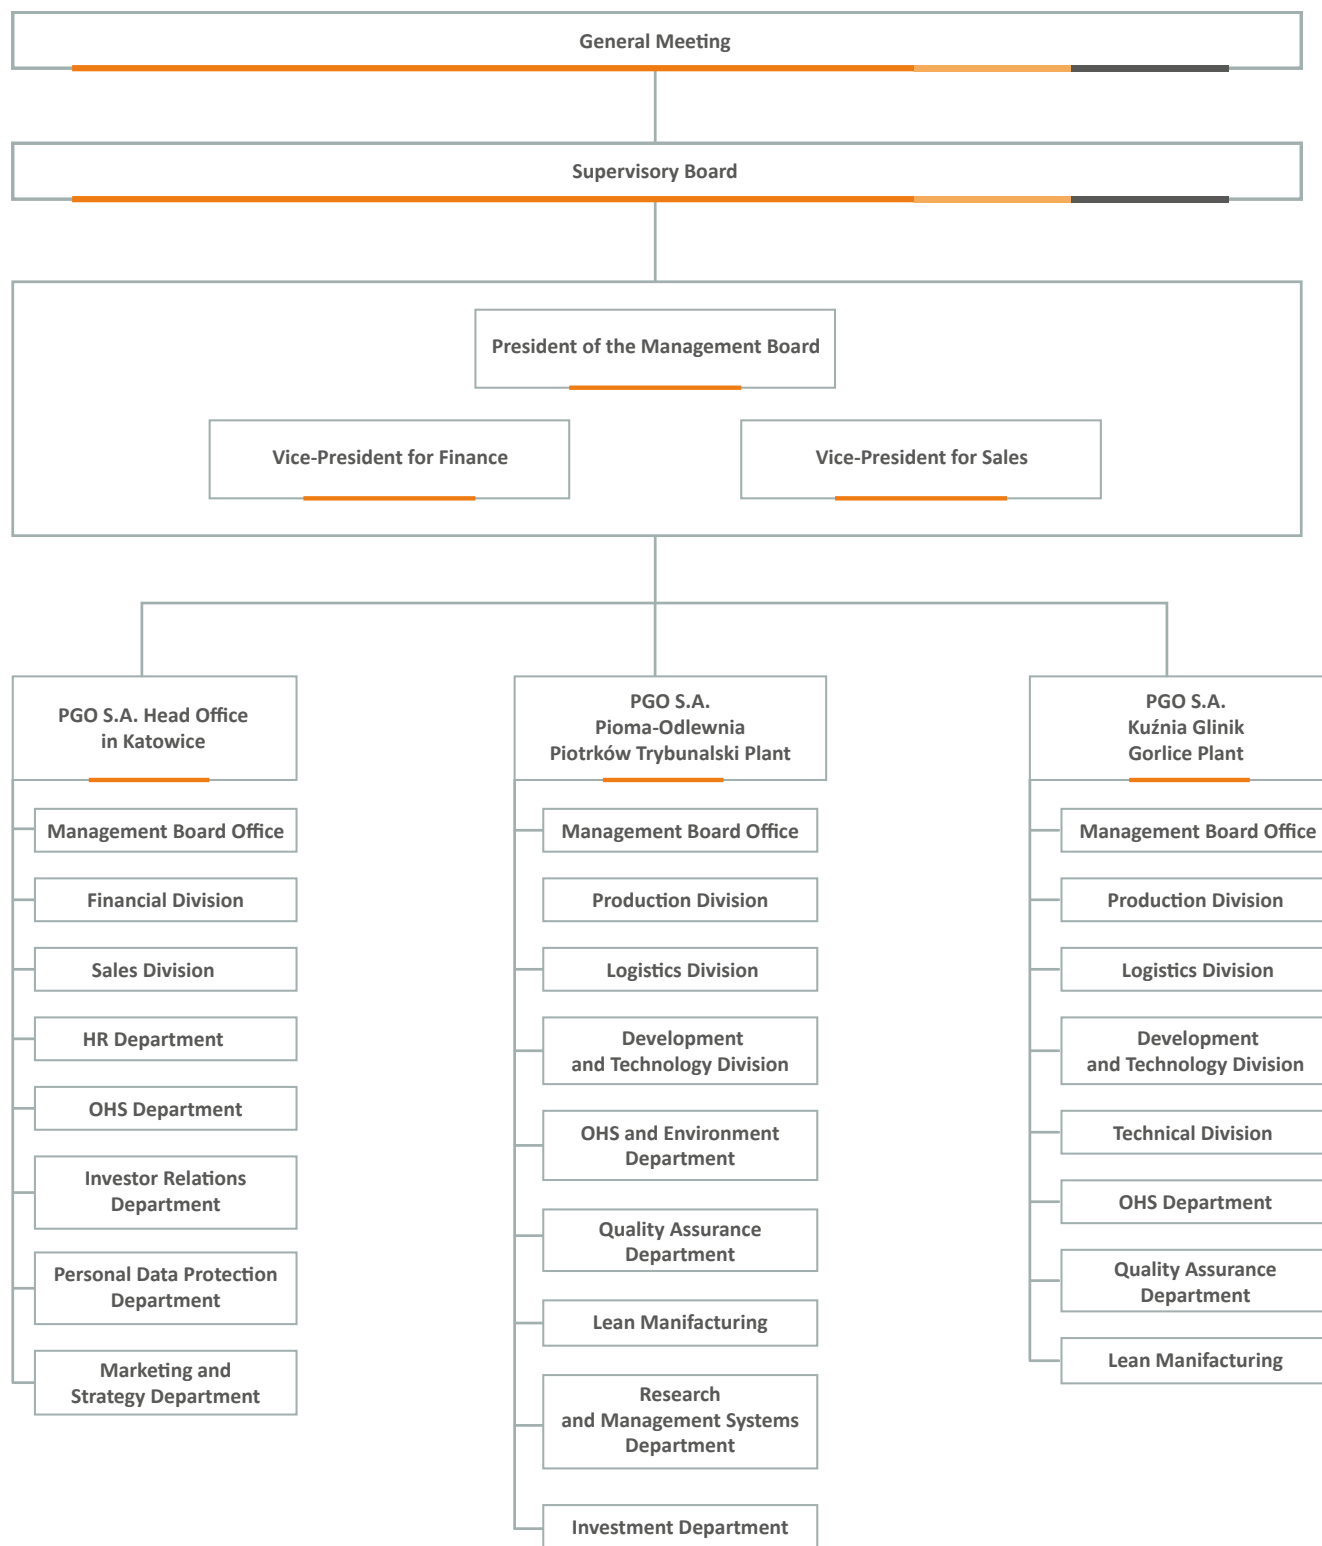 General Meeting
Supervisory Board
President of the Management Board
Vice-President for Finance
Vice-President for Sales
PGO S.A. Head Office
in Katowice
Management Board Office
Financial Division
Sales Division
HR Department
OHS Department
Investor Relations
Department
Personal Data Protection
Department
Marketing and
Strategy Department
PGO S.A.
Pioma-Odlewnia
Piotrków Trybunalski Plant
Management Board Office
Production Division
Logistics Division
Development
and Technology Division
OHS and Environment
Department
Quality Assurance
Department
Lean Manifacturing
Research
and Management Systems
Department
Investment Department
PGO S.A.
Kuźnia Glinik
Gorlice Plant
Management Board Office
Production Division
Logistics Division
Development
and Technology Division
Technical Division
OHS Department
Quality Assurance
Department
Lean Manifacturing